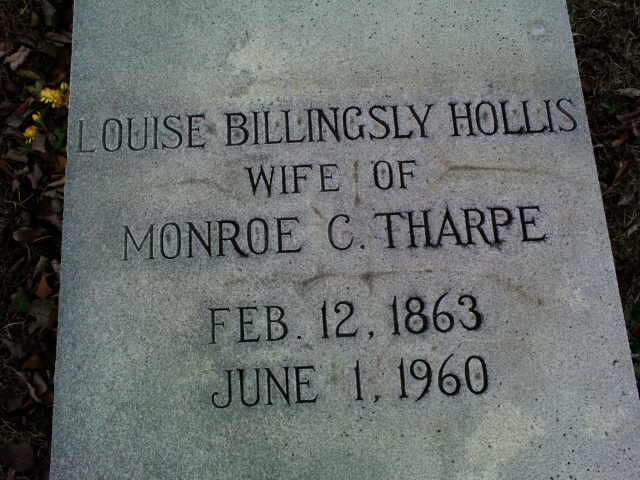 LOUISE BILLINGSLY HOLLIS
WIFE OF
MONROE C. THARPE
FEB. 12, 1863
JUNE 1, 1960